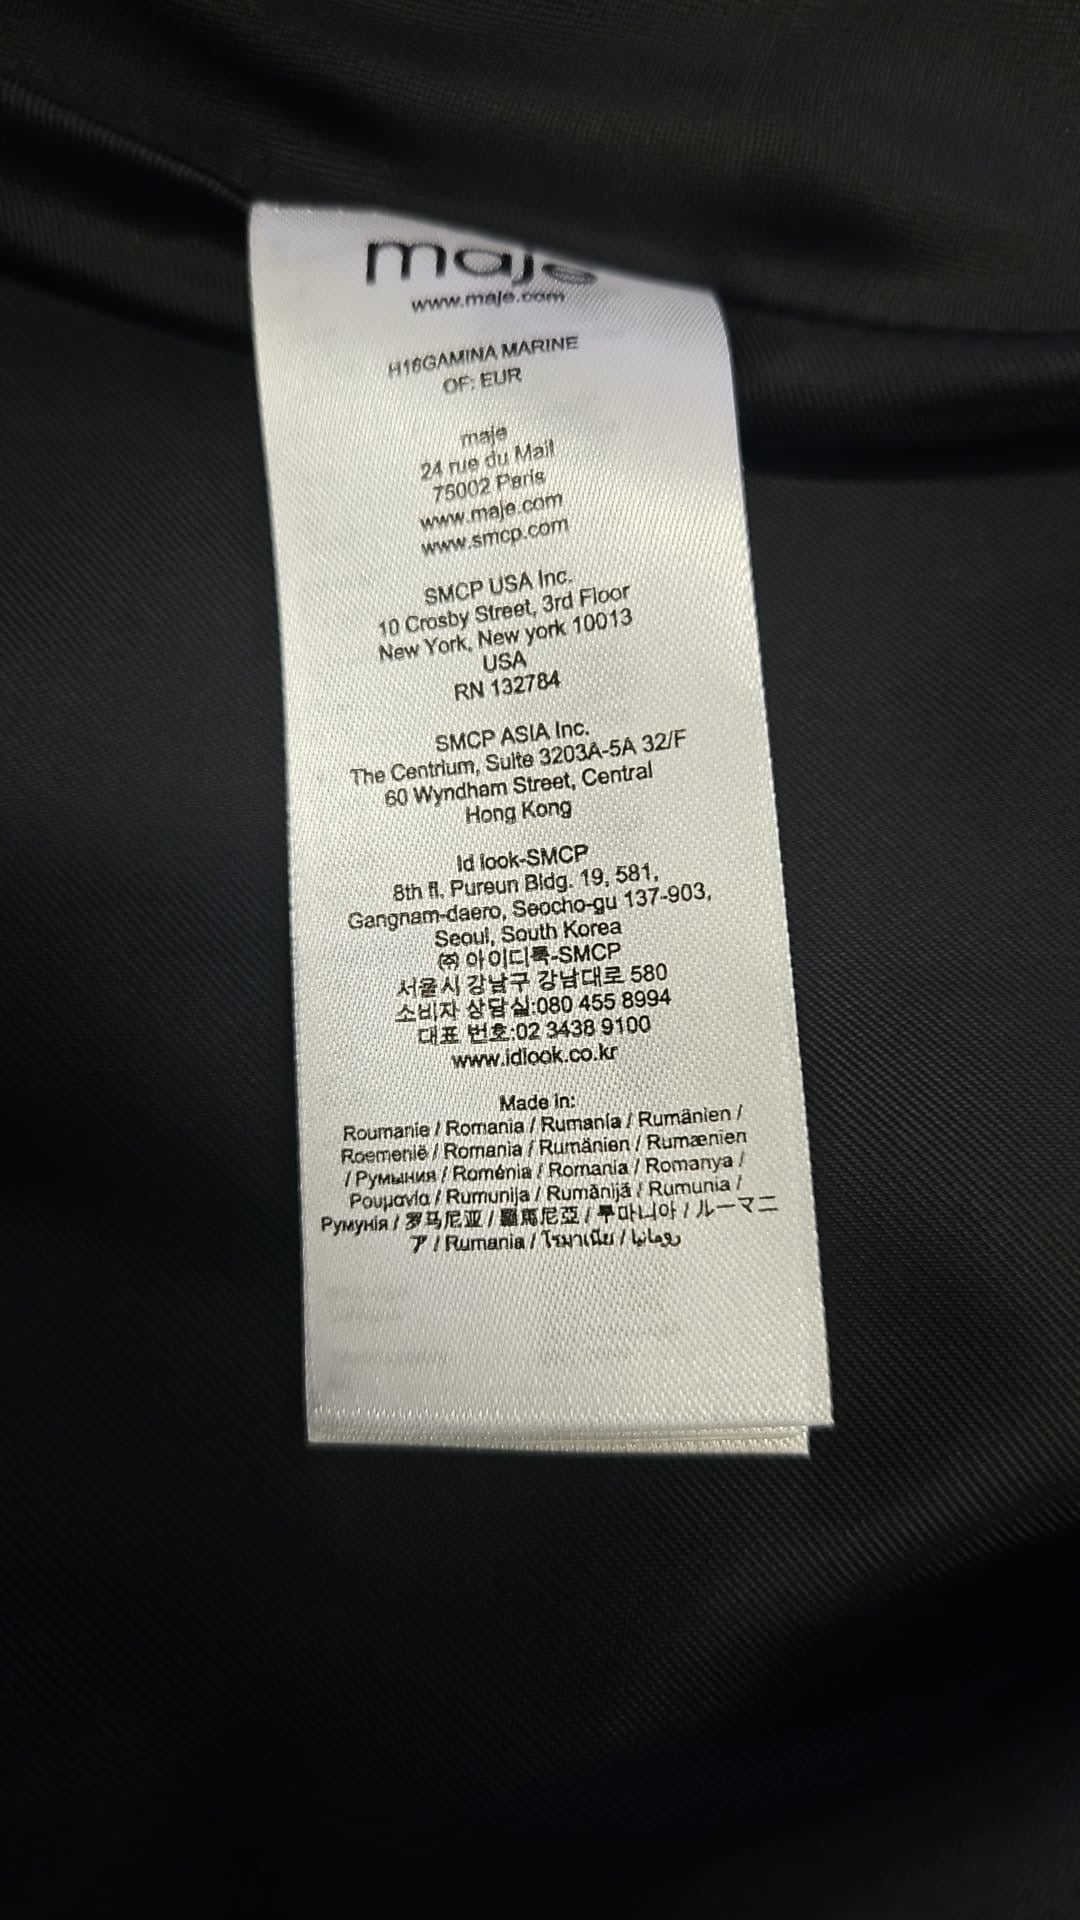 maje
www.maje.com
H16GAMINA MARINE
OF: EUR
maje
24 rue du Mail
75002 Paris
www.maje.com
www.smcp.com
SMCP USA Inc.
10 Crosby Street, 3rd Floor
New York, New york 10013
USA
RN 132784
SMCP ASIA Inc.
The Centrium, Suite 3203A-5A 32/F
60 Wyndham Street, Central
Hong Kong
Id look-SMCP
8th fl. Pureun Bldg. 19, 581,
Gangnam-daero, Seocho-gu 137-903,
Seoul, South Korea
㈜ 아이디룩-SMCP
서울시 강남구 강남대로 580
소비자 상담실:080 455 8994
대표 번호:02 3438 9100
www.idlook.co.kr
Made in:
Roumanie / Romania / Rumanía / Rumänien /
Roemenië / Romania / Rumänien / Rumænien
/ Румыния / Roménia / Romania / Romanya /
Ρουμανία / Rumunija / Rumānijā / Rumunia /
Румунія / 罗马尼亚 / 羅馬尼亞 / 루마니아 / ルーマニ
ア / Rumania / โรมาเนีย / رومانيا